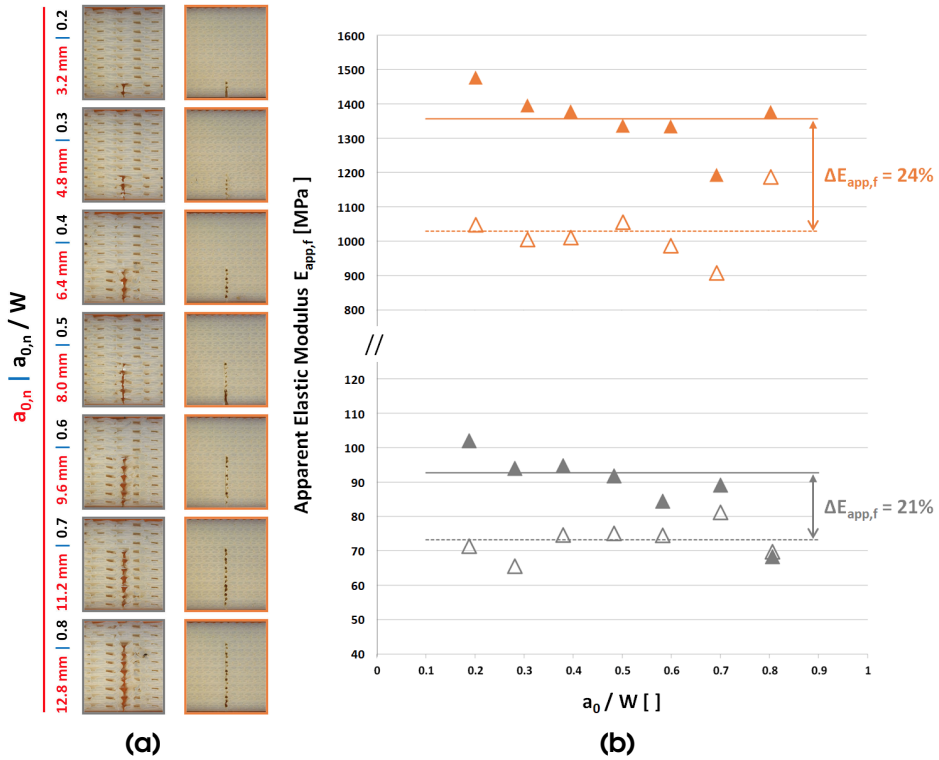 a0,n | a0,n / W
3.2 mm | 0.2
4.8 mm | 0.3
6.4 mm | 0.4
8.0 mm | 0.5
9.6 mm | 0.6
11.2 mm | 0.7
12.8 mm | 0.8
(a)
Apparent Elastic Modulus Eapp,f [MPa]
1600
1500
1400
1300
1200
1100
1000
900
800
//
120
110
100
90
80
70
60
50
40
ΔEapp,f = 24%
ΔEapp,f = 21%
0 0.1 0.2 0.3 0.4 0.5 0.6 0.7 0.8 0.9 1
a0 / W [ ]
(b)